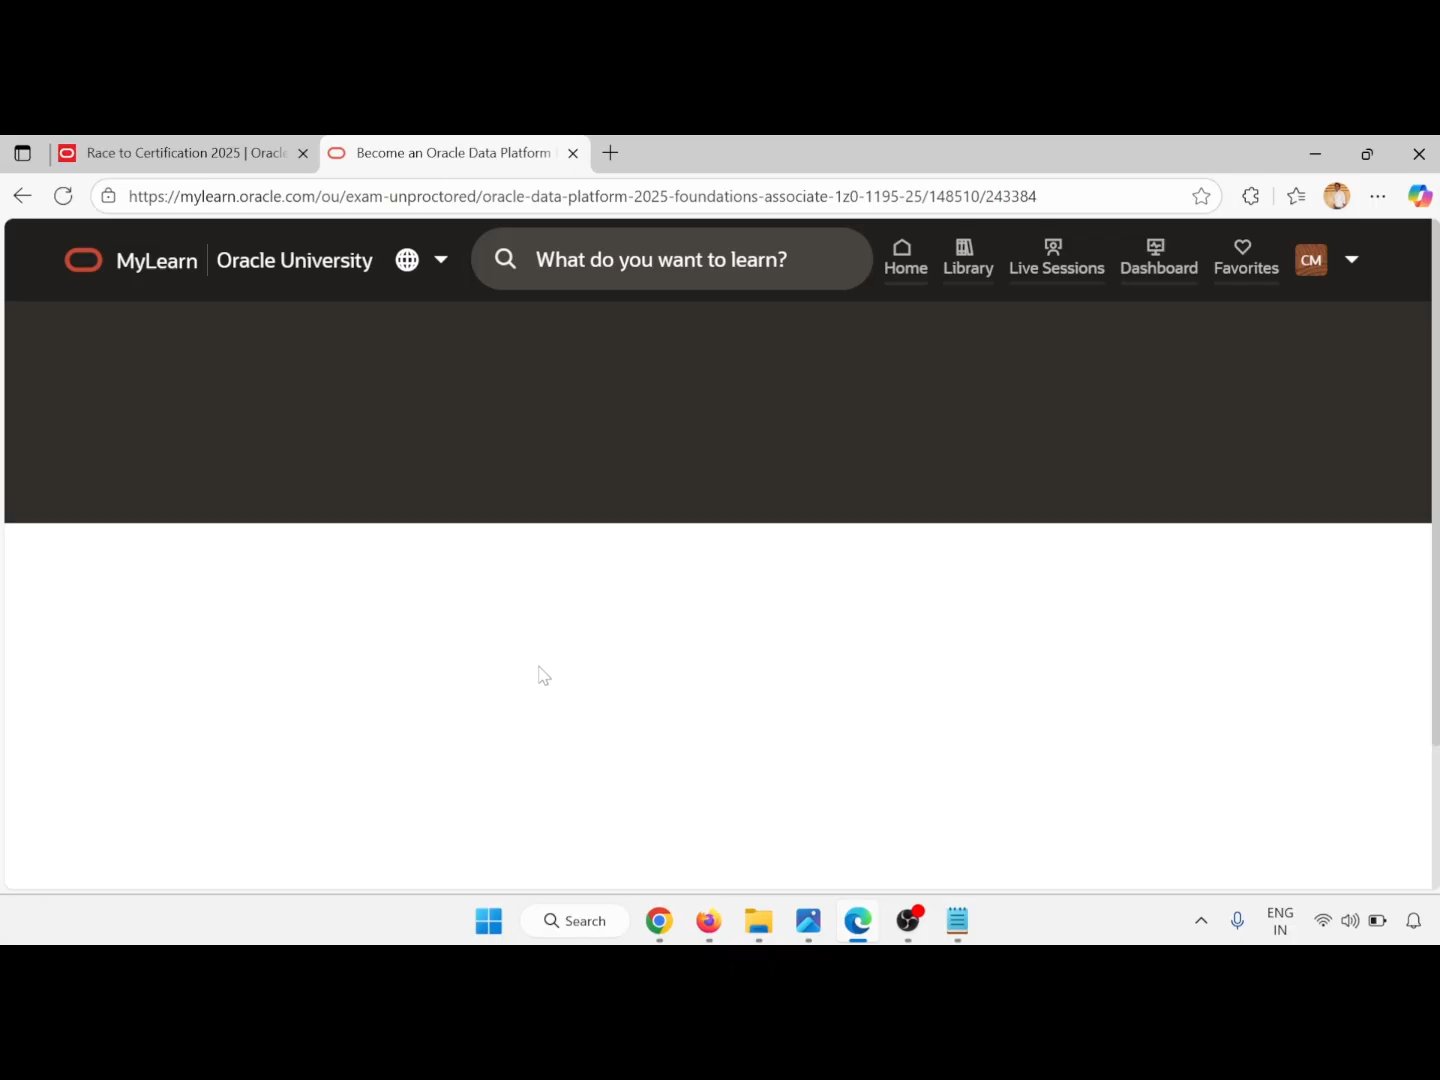 Race to Certification 2025 | Oracle
Become an Oracle Data Platform
https://mylearn.oracle.com/ou/exam-unproctored/oracle-data-platform-2025-foundations-associate-1z0-1195-25/148510/243384
MyLearn | Oracle University
What do you want to learn?
Home
Library
Live Sessions
Dashboard
Favorites
CM
Search
ENG
IN